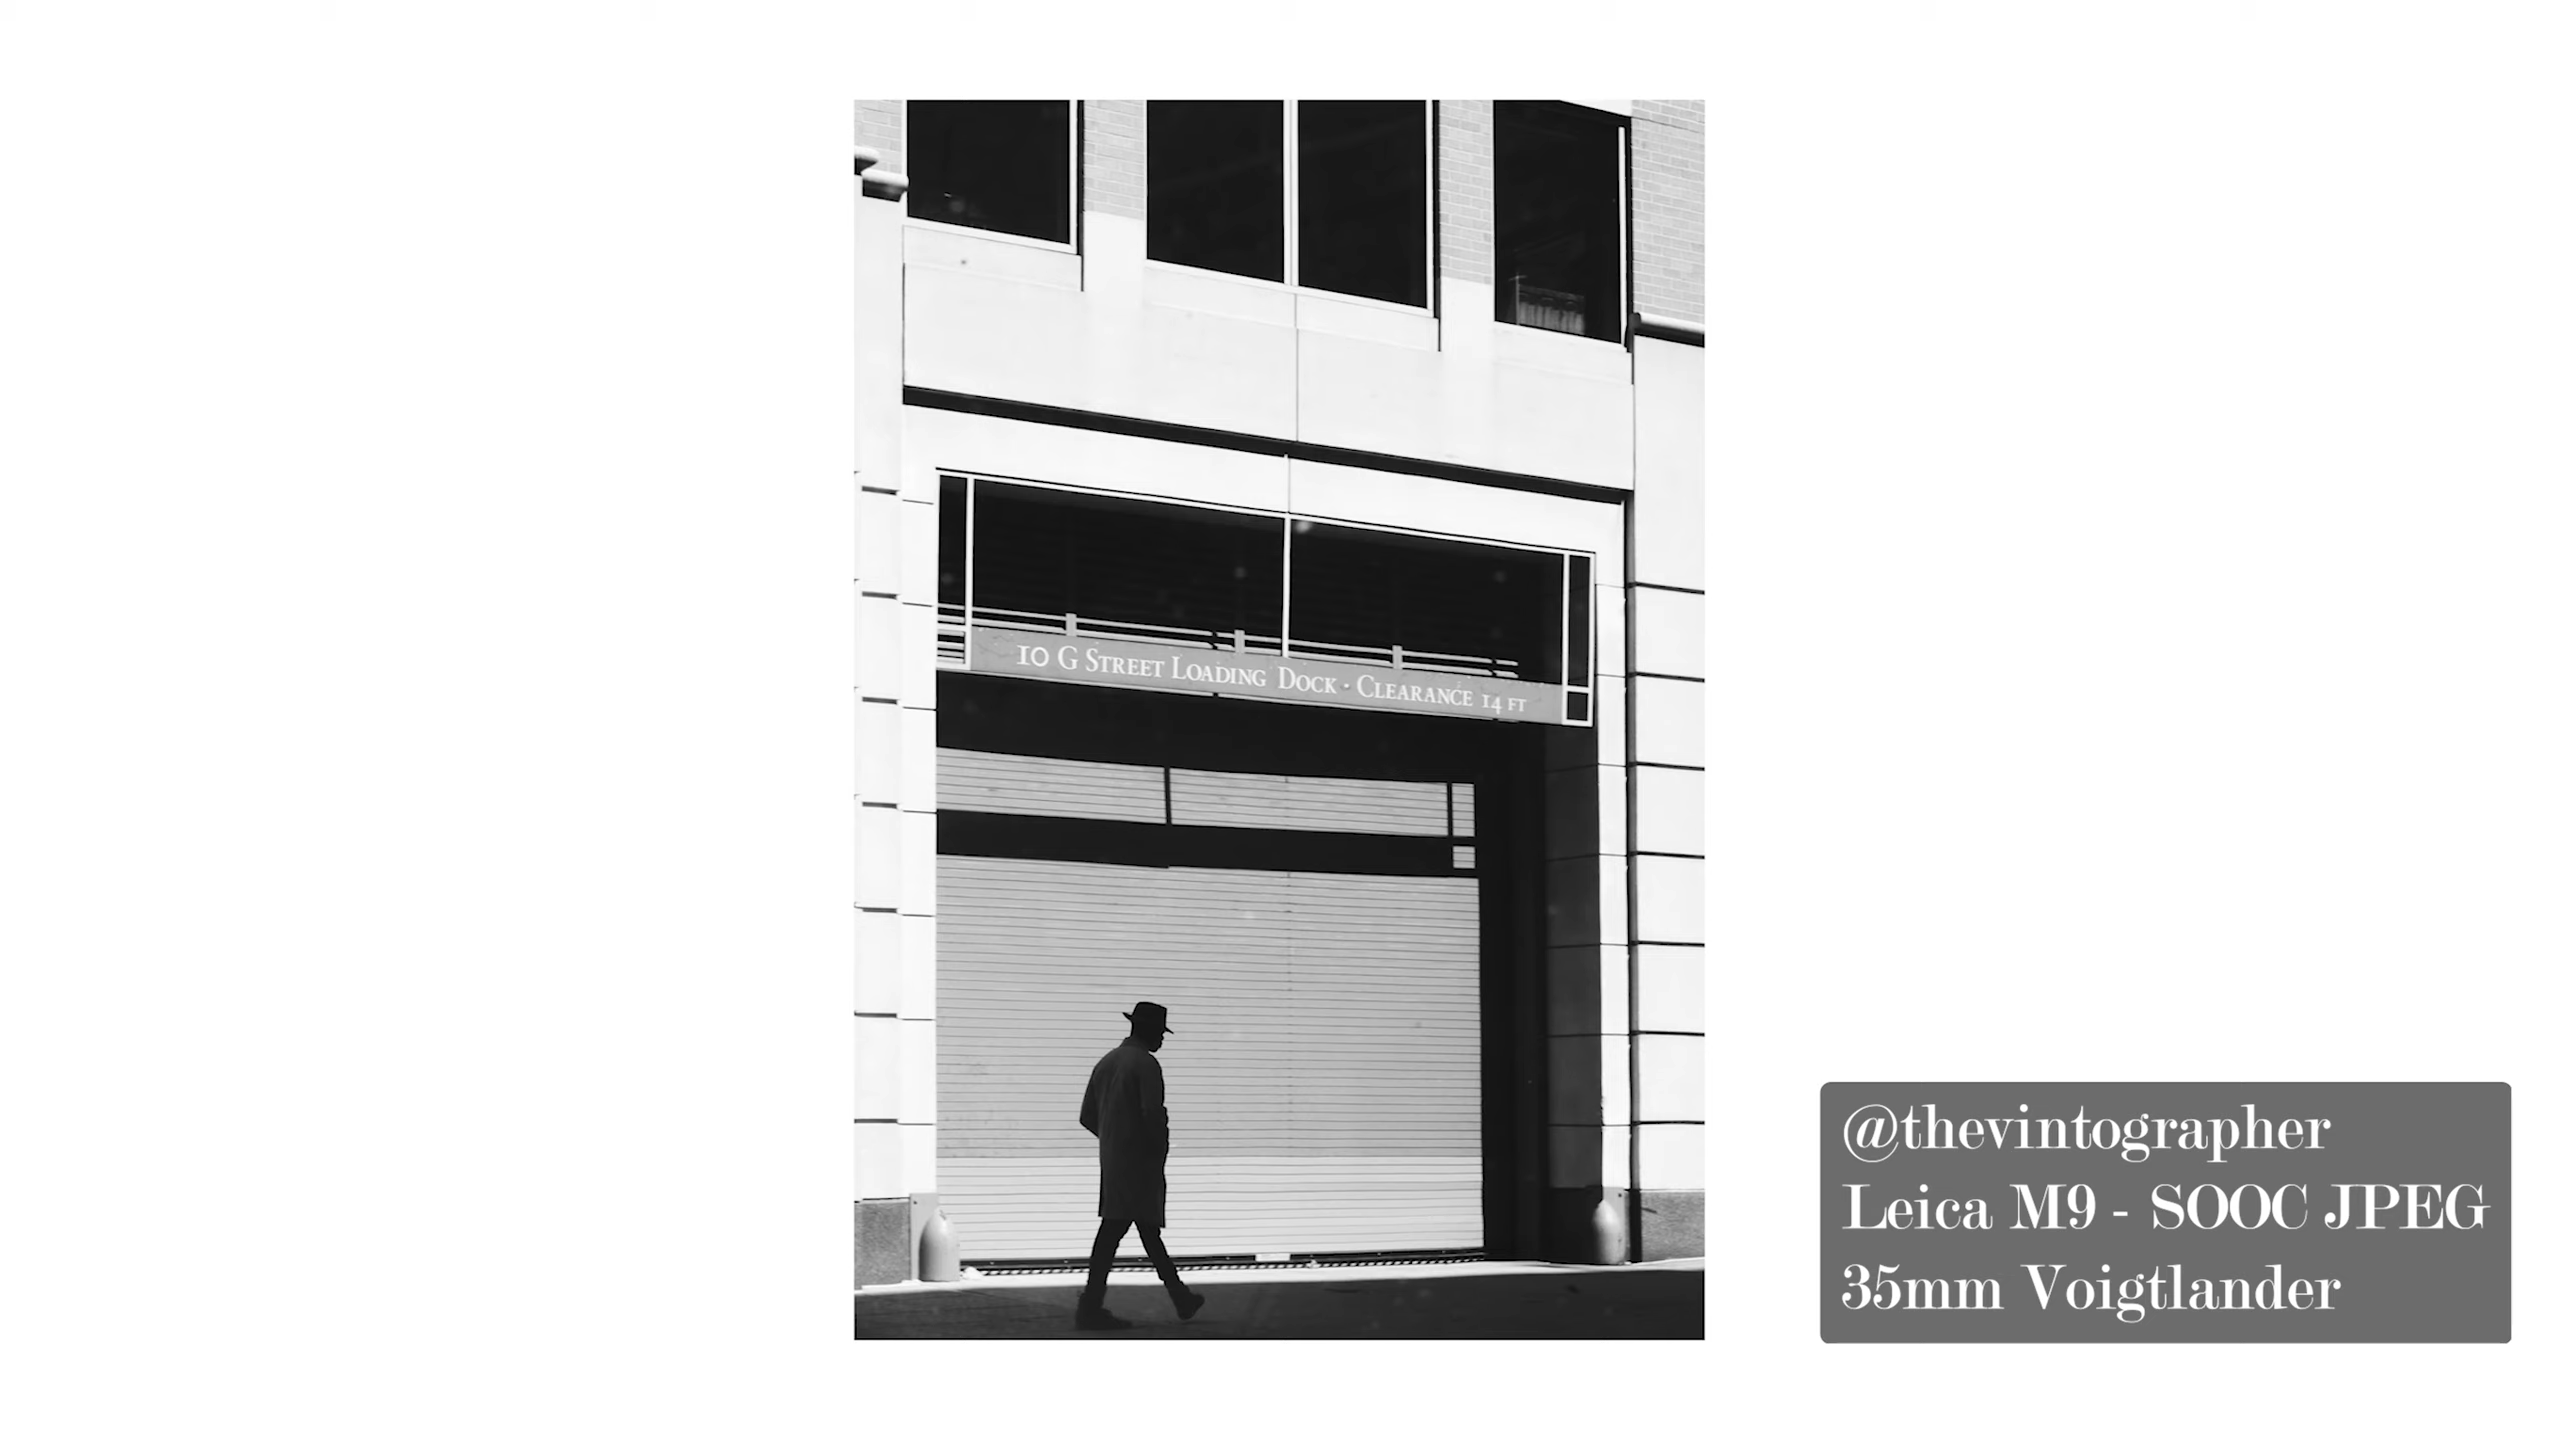 10 G STREET LOADING DOCK · CLEARANCE 14 FT
@thevintographer
Leica M9 - SOOC JPEG
35mm Voigtlander